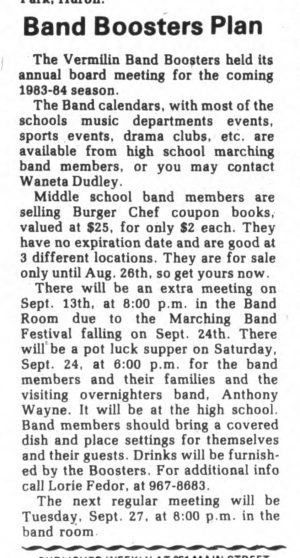 Park, Huron.
Band Boosters Plan
The Vermilin Band Boosters held its
annual board meeting for the coming
1983-84 season.
The Band calendars, with most of the
schools music departments events,
sports events, drama clubs, etc. are
available from high school marching
band members, or you may contact
Waneta Dudley.
Middle school band members are
selling Burger Chef coupon books,
valued at $25, for only $2 each. They
have no expiration date and are good at
3 different locations. They are for sale
only until Aug. 26th, so get yours now.
There will be an extra meeting on
Sept. 13th, at 8:00 p.m. in the Band
Room due to the Marching Band
Festival falling on Sept. 24th. There
will be a pot luck supper on Saturday,
Sept. 24, at 6:00 p.m. for the band
members and their families and the
visiting overnighters band, Anthony
Wayne. It will be at the high school.
Band members should bring a covered
dish and place settings for themselves
and their guests. Drinks will be furnish-
ed by the Boosters. For additional info
call Lorie Fedor, at 967-8683.
The next regular meeting will be
Tuesday, Sept. 27, at 8:00 p.m. in the
band room.